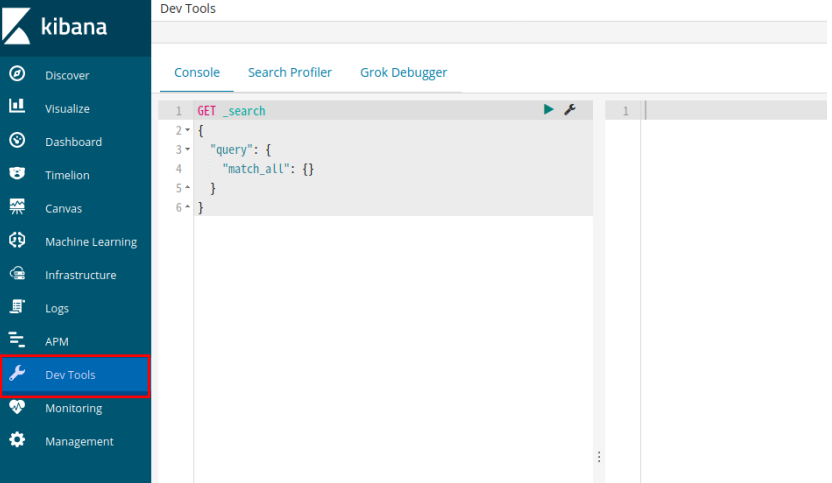 kibana
Discover
Visualize
Dashboard
Timelion
Canvas
Machine Learning
Infrastructure
Logs
APM
Dev Tools
Monitoring
Management
Dev Tools
Console Search Profiler Grok Debugger
1 GET _search
2 {
3 "query": {
4 "match_all": {}
5 }
6 }
1